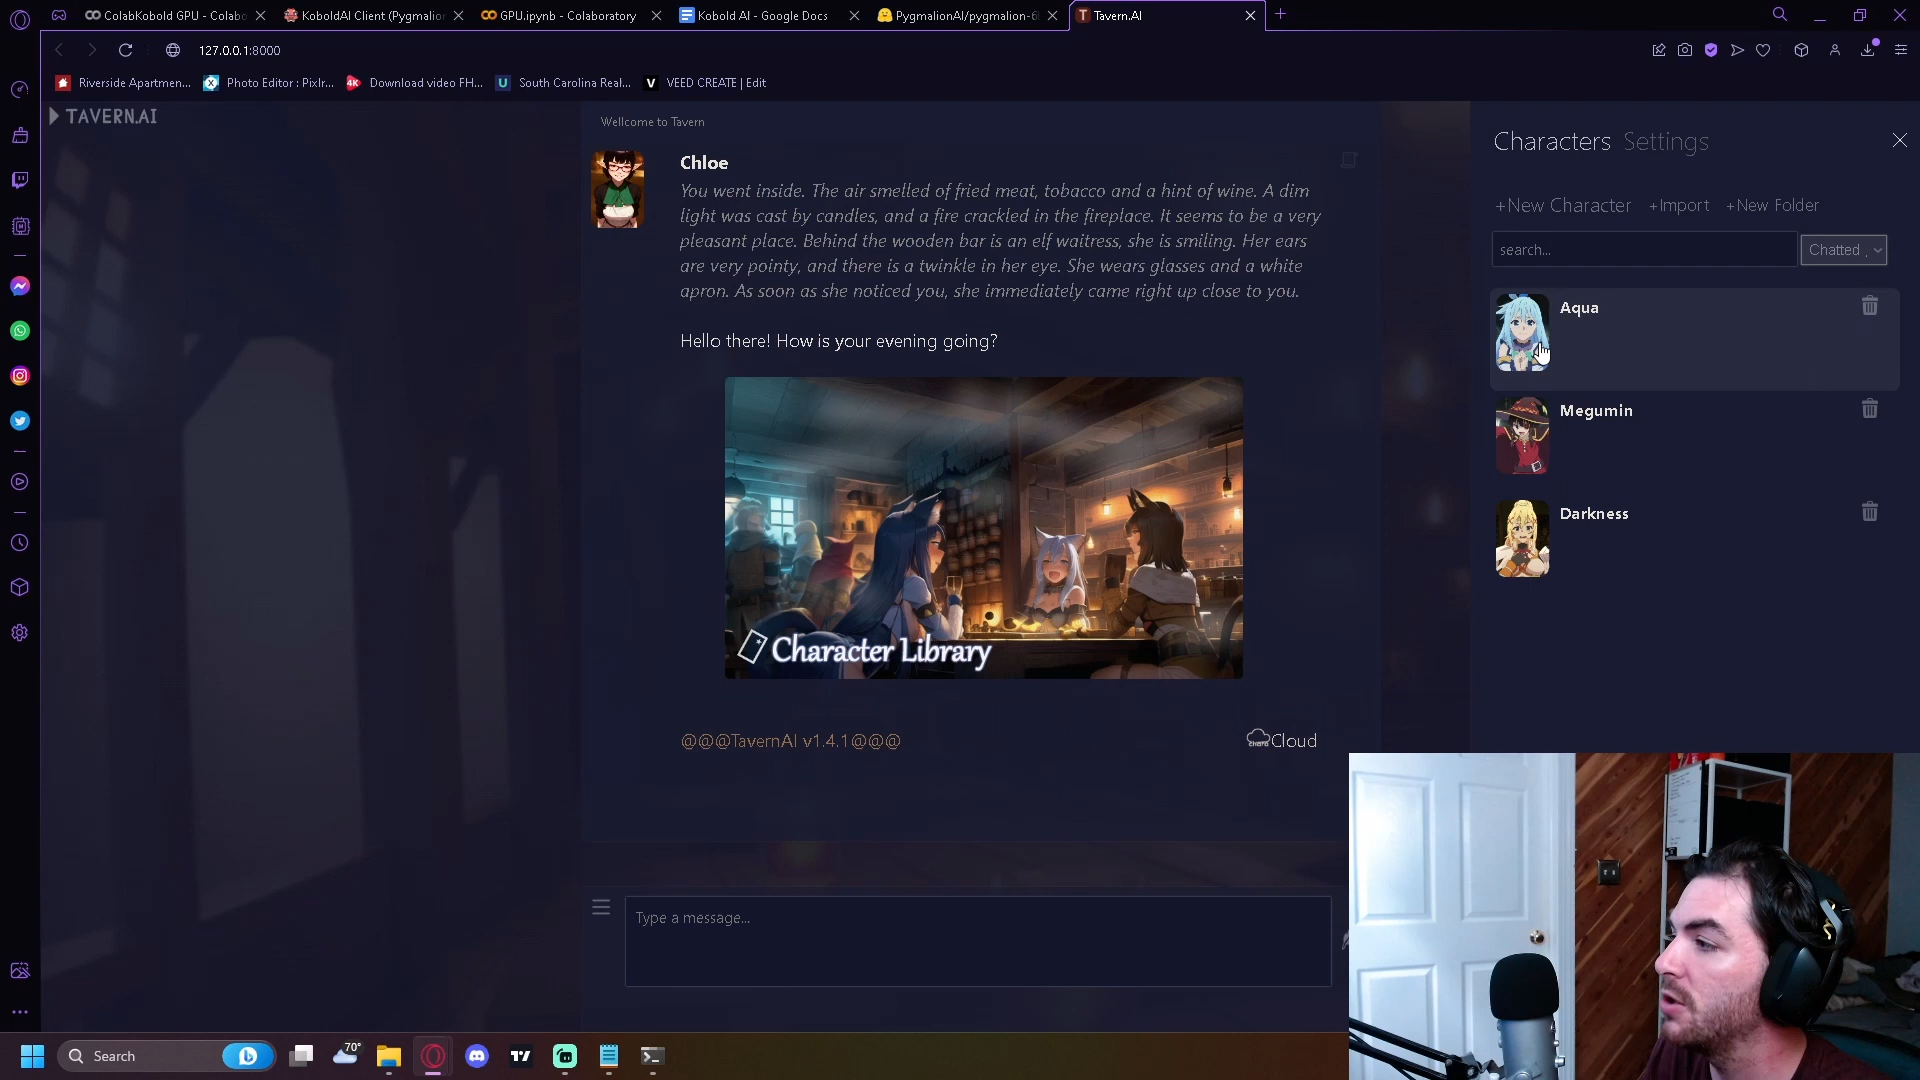 ColabKobold GPU - Colabo
KoboldAI Client (Pygmalion
GPU.ipynb - Colaboratory
Kobold AI - Google Docs
PygmalionAI/pygmalion-6
Tavern.AI
127.0.0.1:8000
Riverside Apartmen...
Photo Editor : Pixlr...
Download video FH...
South Carolina Real...
VEED CREATE | Edit
TAVERN.AI
Wellcome to Tavern
Chloe
You went inside. The air smelled of fried meat, tobacco and a hint of wine. A dim
light was cast by candles, and a fire crackled in the fireplace. It seems to be a very
pleasant place. Behind the wooden bar is an elf waitress, she is smiling. Her ears
are very pointy, and there is a twinkle in her eye. She wears glasses and a white
apron. As soon as she noticed you, she immediately came right up close to you.
Hello there! How is your evening going?
Character Library
@@@TavernAI v1.4.1@@@
Cloud
Type a message...
Characters Settings
+New Character +Import +New Folder
search...
Chatted
Aqua
Megumin
Darkness
Search
70°